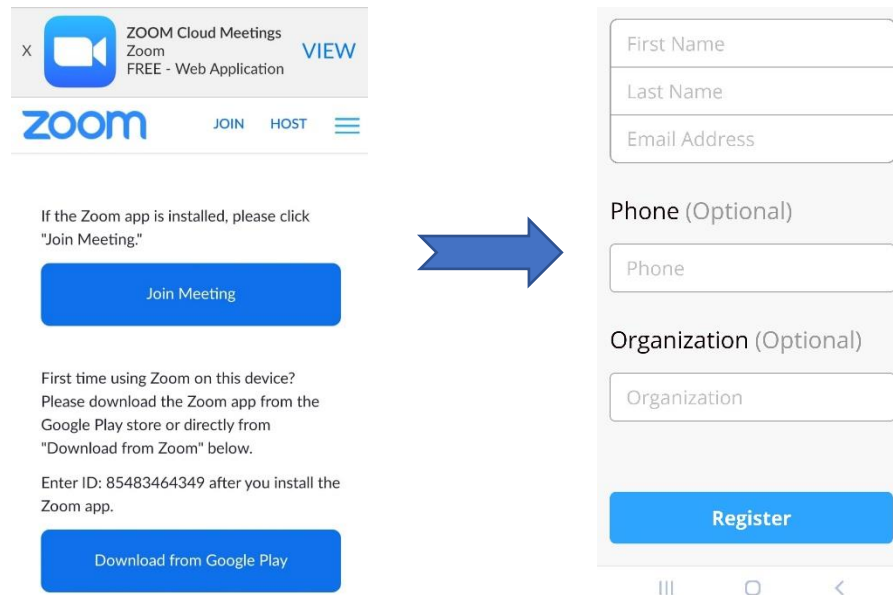 X
ZOOM Cloud Meetings
Zoom
FREE - Web Application
VIEW
zoom
JOIN
HOST
If the Zoom app is installed, please click
"Join Meeting."
Join Meeting
First time using Zoom on this device?
Please download the Zoom app from the
Google Play store or directly from
"Download from Zoom" below.
Enter ID: 85483464349 after you install the
Zoom app.
Download from Google Play
First Name
Last Name
Email Address
Phone (Optional)
Phone
Organization (Optional)
Organization
Register